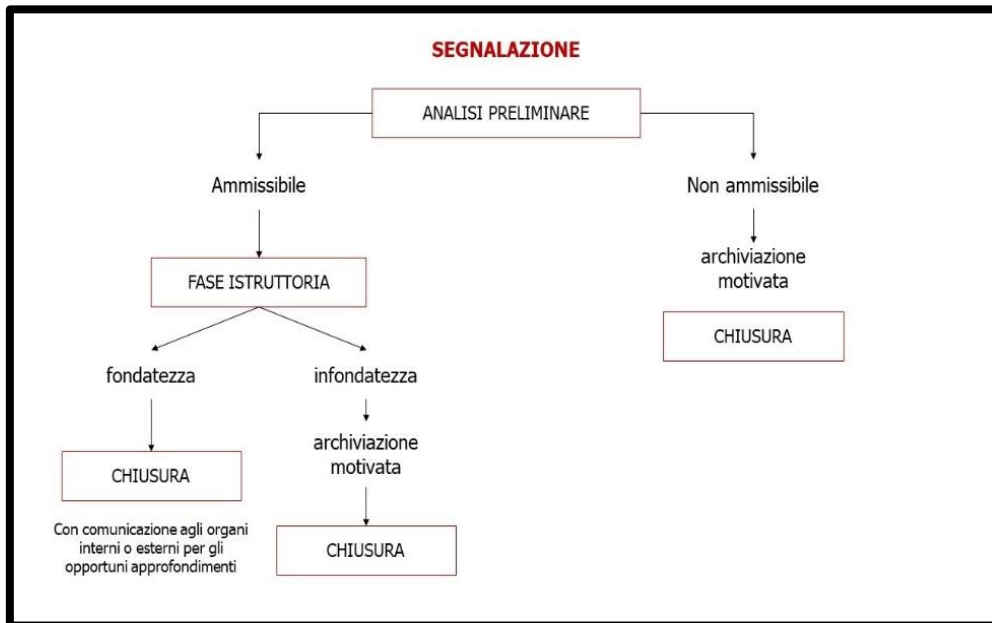 SEGNALAZIONE
ANALISI PRELIMINARE
Ammissibile
Non ammissibile
archiviazione
motivata
FASE ISTRUTTORIA
CHIUSURA
fondatezza
infondatezza
archiviazione
motivata
CHIUSURA
Con comunicazione agli organi
interni o esterni per gli
opportuni approfondimenti
CHIUSURA